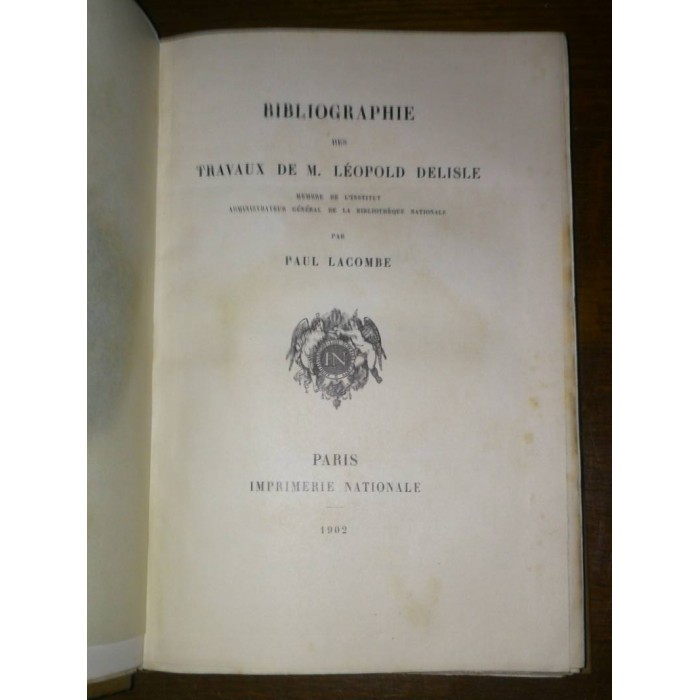 BIBLIOGRAPHIE
DES
TRAVAUX DE M. LÉOPOLD DELISLE
MEMBRE DE L'INSTITUT
ADMINISTRATEUR GÉNÉRAL DE LA BIBLIOTHÈQUE NATIONALE
PAR
PAUL LACOMBE
IN
PARIS
IMPRIMERIE NATIONALE
1902